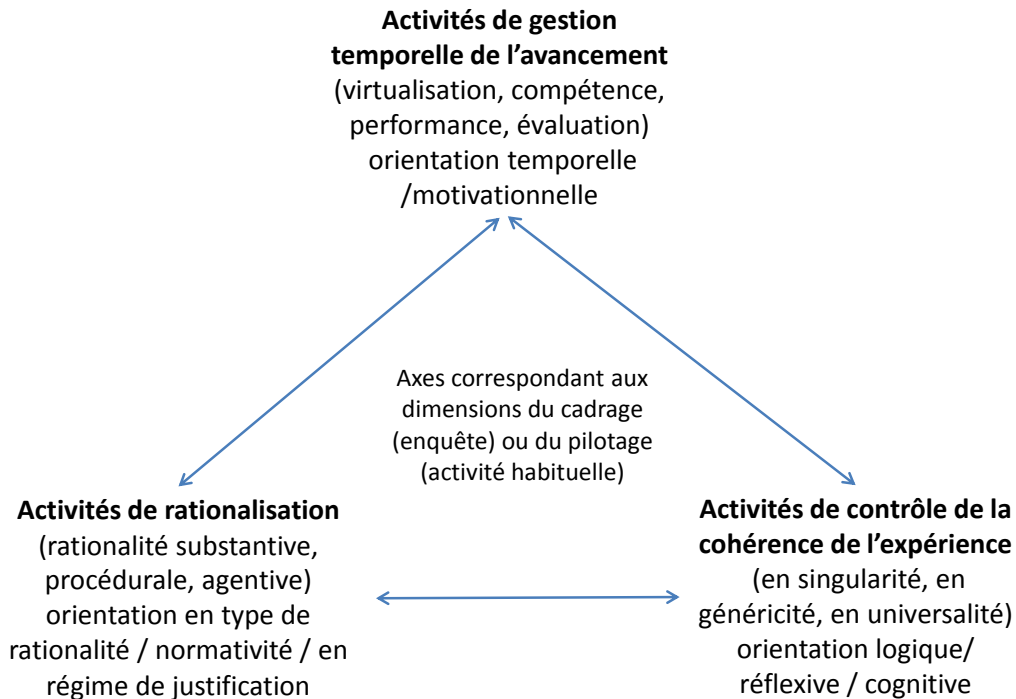 Activités de gestion
temporelle de l’avancement
(virtualisation, compétence,
performance, évaluation)
orientation temporelle
/motivationnelle
Axes correspondant aux
dimensions du cadrage
(enquête) ou du pilotage
(activité habituelle)
Activités de rationalisation
(rationalité substantive,
procédurale, agentive)
orientation en type de
rationalité / normativité / en
régime de justification
Activités de contrôle de la
cohérence de l’expérience
(en singularité, en
généricité, en universalité)
orientation logique/
réflexive / cognitive